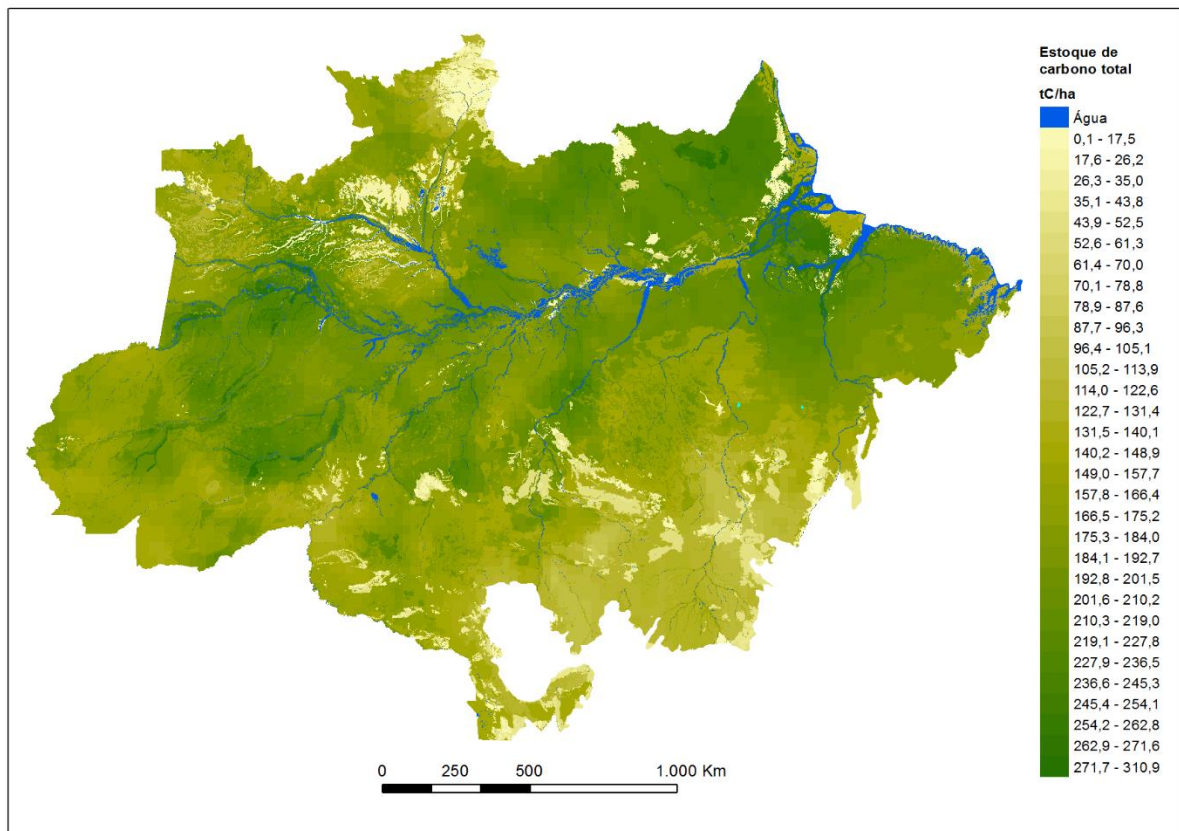 Estoque de
carbono total
tC/ha
Água
0,1 - 17,5
17,6 - 26,2
26,3 - 35,0
35,1 - 43,8
43,9 - 52,5
52,6 - 61,3
61,4 - 70,0
70,1 - 78,8
78,9 - 87,6
87,7 - 96,3
96,4 - 105,1
105,2 - 113,9
114,0 - 122,6
122,7 - 131,4
131,5 - 140,1
140,2 - 148,9
149,0 - 157,7
157,8 - 166,4
166,5 - 175,2
175,3 - 184,0
184,1 - 192,7
192,8 - 201,5
201,6 - 210,2
210,3 - 219,0
219,1 - 227,8
227,9 - 236,5
236,6 - 245,3
245,4 - 254,1
254,2 - 262,8
262,9 - 271,6
271,7 - 310,9
0 250 500 1.000 Km